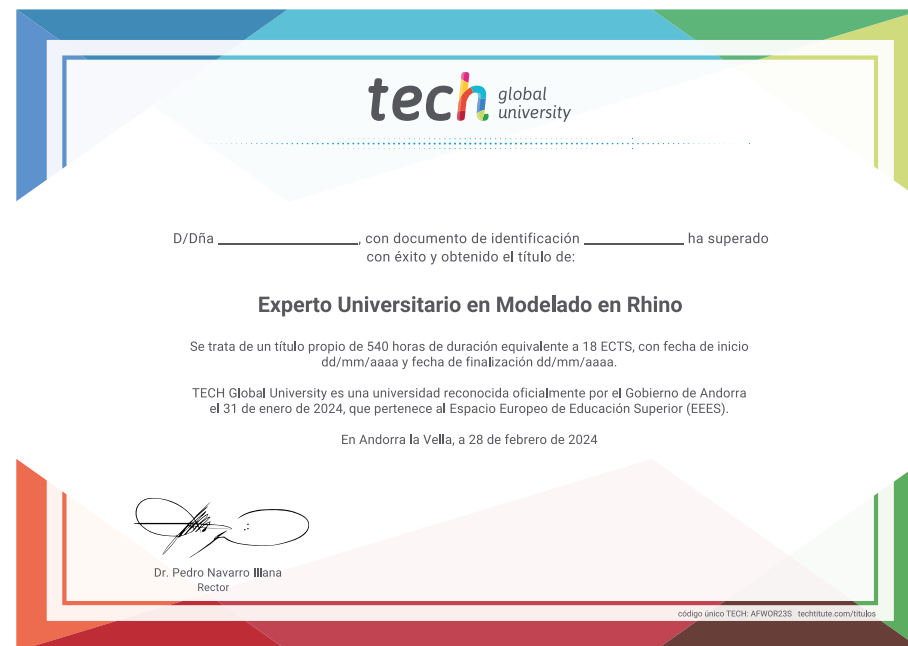 tech global
university
D/Dña ____________________, con documento de identificación ______________ ha superado
con éxito y obtenido el título de:
Experto Universitario en Modelado en Rhino
Se trata de un título propio de 540 horas de duración equivalente a 18 ECTS, con fecha de inicio
dd/mm/aaaa y fecha de finalización dd/mm/aaaa.
TECH Global University es una universidad reconocida oficialmente por el Gobierno de Andorra
el 31 de enero de 2024, que pertenece al Espacio Europeo de Educación Superior (EEES).
En Andorra la Vella, a 28 de febrero de 2024
Dr. Pedro Navarro Illana
Rector
código único TECH: AFWOR23S techtitute.com/titulos